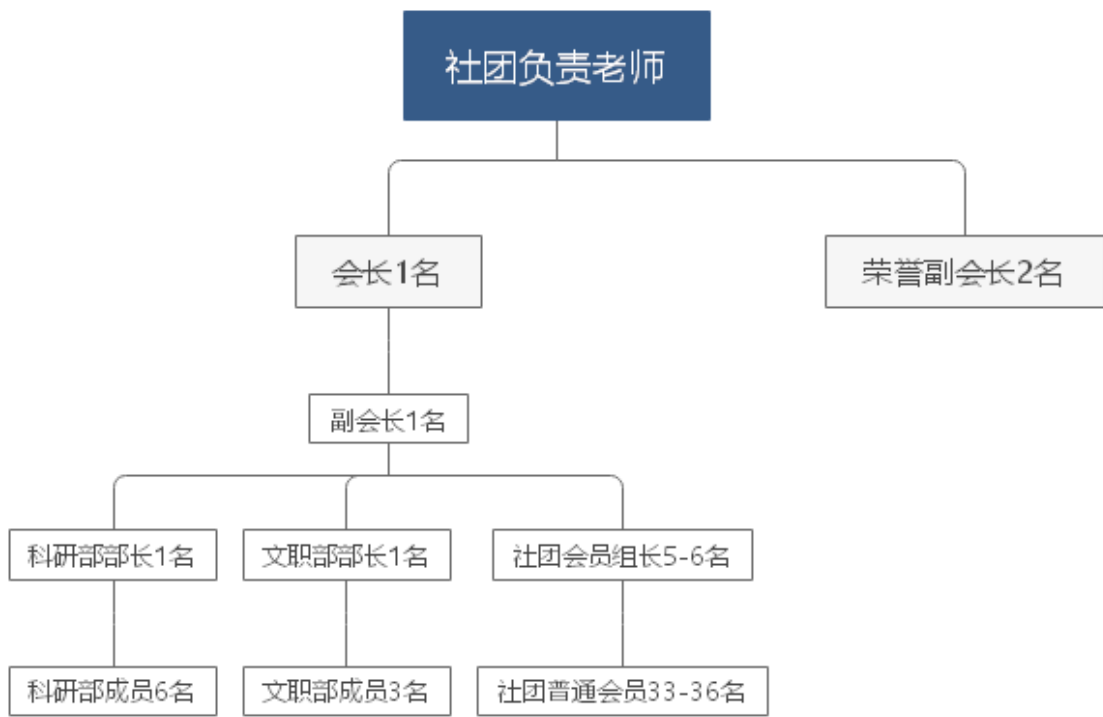 社团负责老师
会长1名
荣誉副会长2名
副会长1名
科研部部长1名
文职部部长1名
社团会员组长5-6名
科研部成员6名
文职部成员3名
社团普通会员33-36名